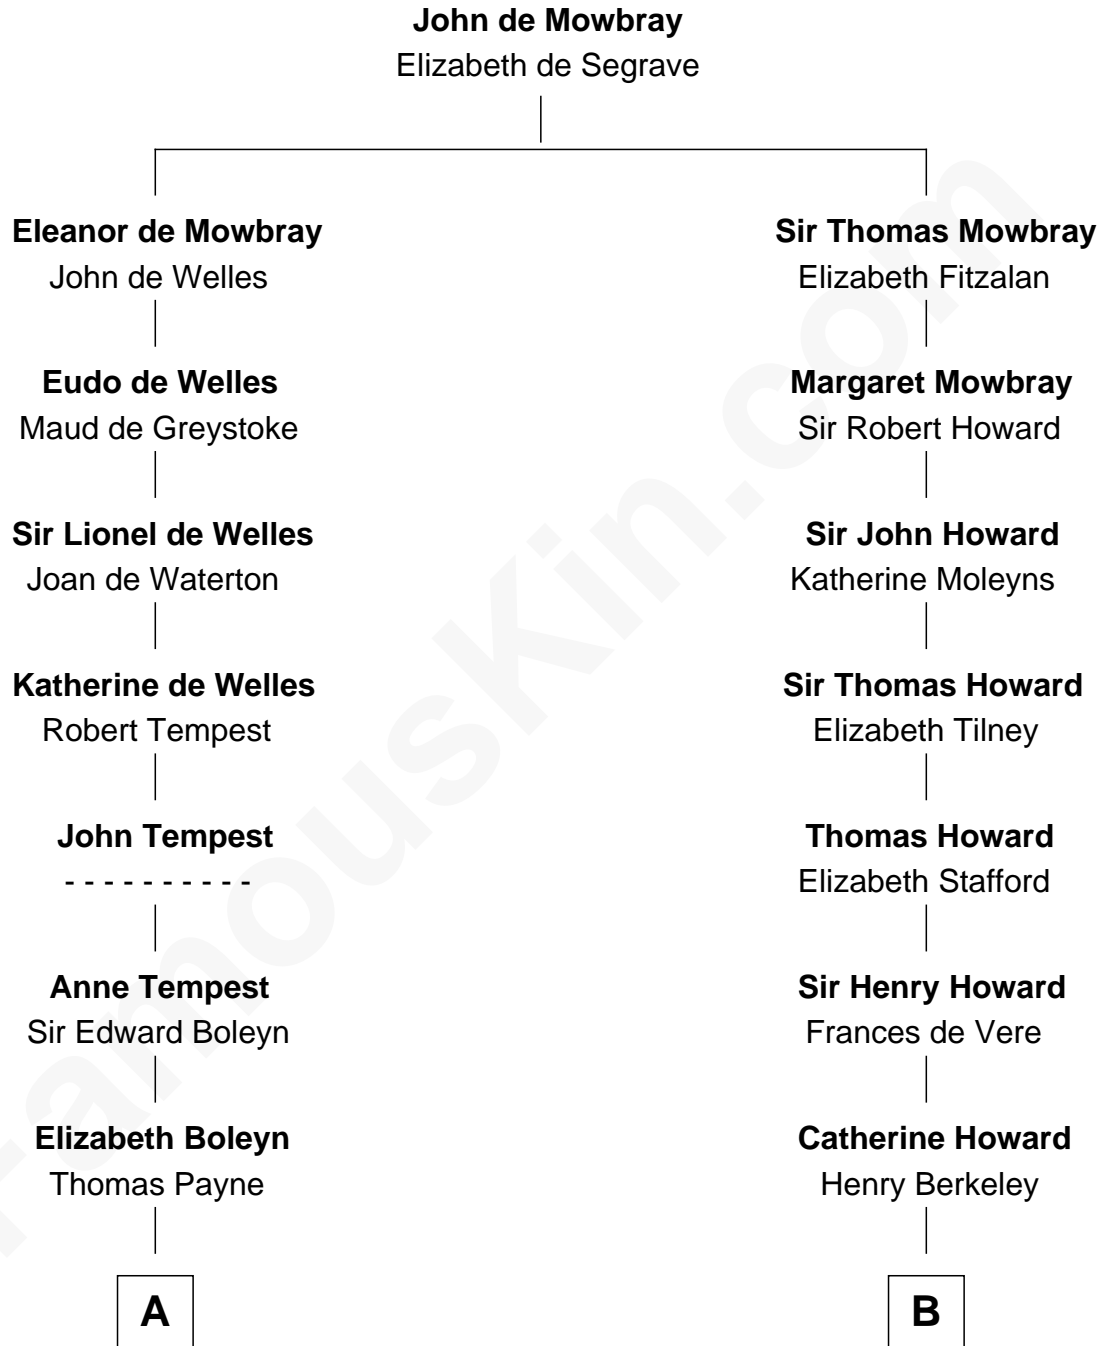 John de Mowbray
Elizabeth de Segrave
Eleanor de Mowbray
John de Welles
Sir Thomas Mowbray
Elizabeth Fitzalan
Eudo de Welles
Maud de Greystoke
Margaret Mowbray
Sir Robert Howard
Sir Lionel de Welles
Joan de Waterton
Sir John Howard
Katherine Moleyns
Katherine de Welles
Robert Tempest
Sir Thomas Howard
Elizabeth Tilney
John Tempest
- - - - - - - - - -
Thomas Howard
Elizabeth Stafford
Anne Tempest
Sir Edward Boleyn
Sir Henry Howard
Frances de Vere
Elizabeth Boleyn
Thomas Payne
Catherine Howard
Henry Berkeley
A
B
FamousKin.com